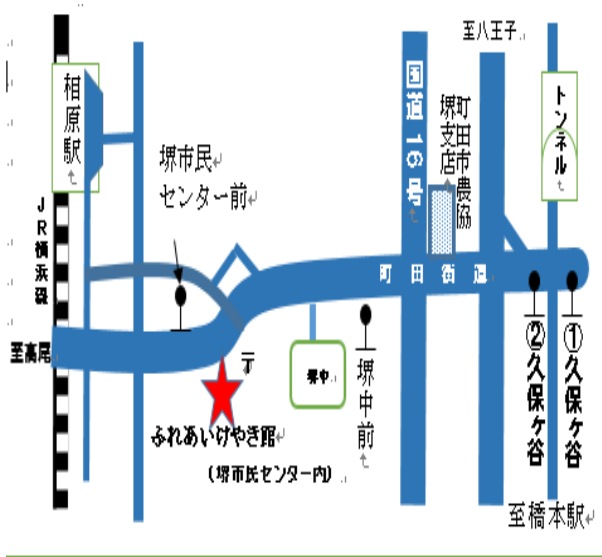 至八王子
相原駅
国道16号
町田市農協
堺支店
トンネル
堺市民
センター前
JR横浜線
町田街道
至高尾
〒
堺中
堺中前
②久保ヶ谷
①久保ヶ谷
ふれあいけやき館
(堺市民センター内)
至橋本駅